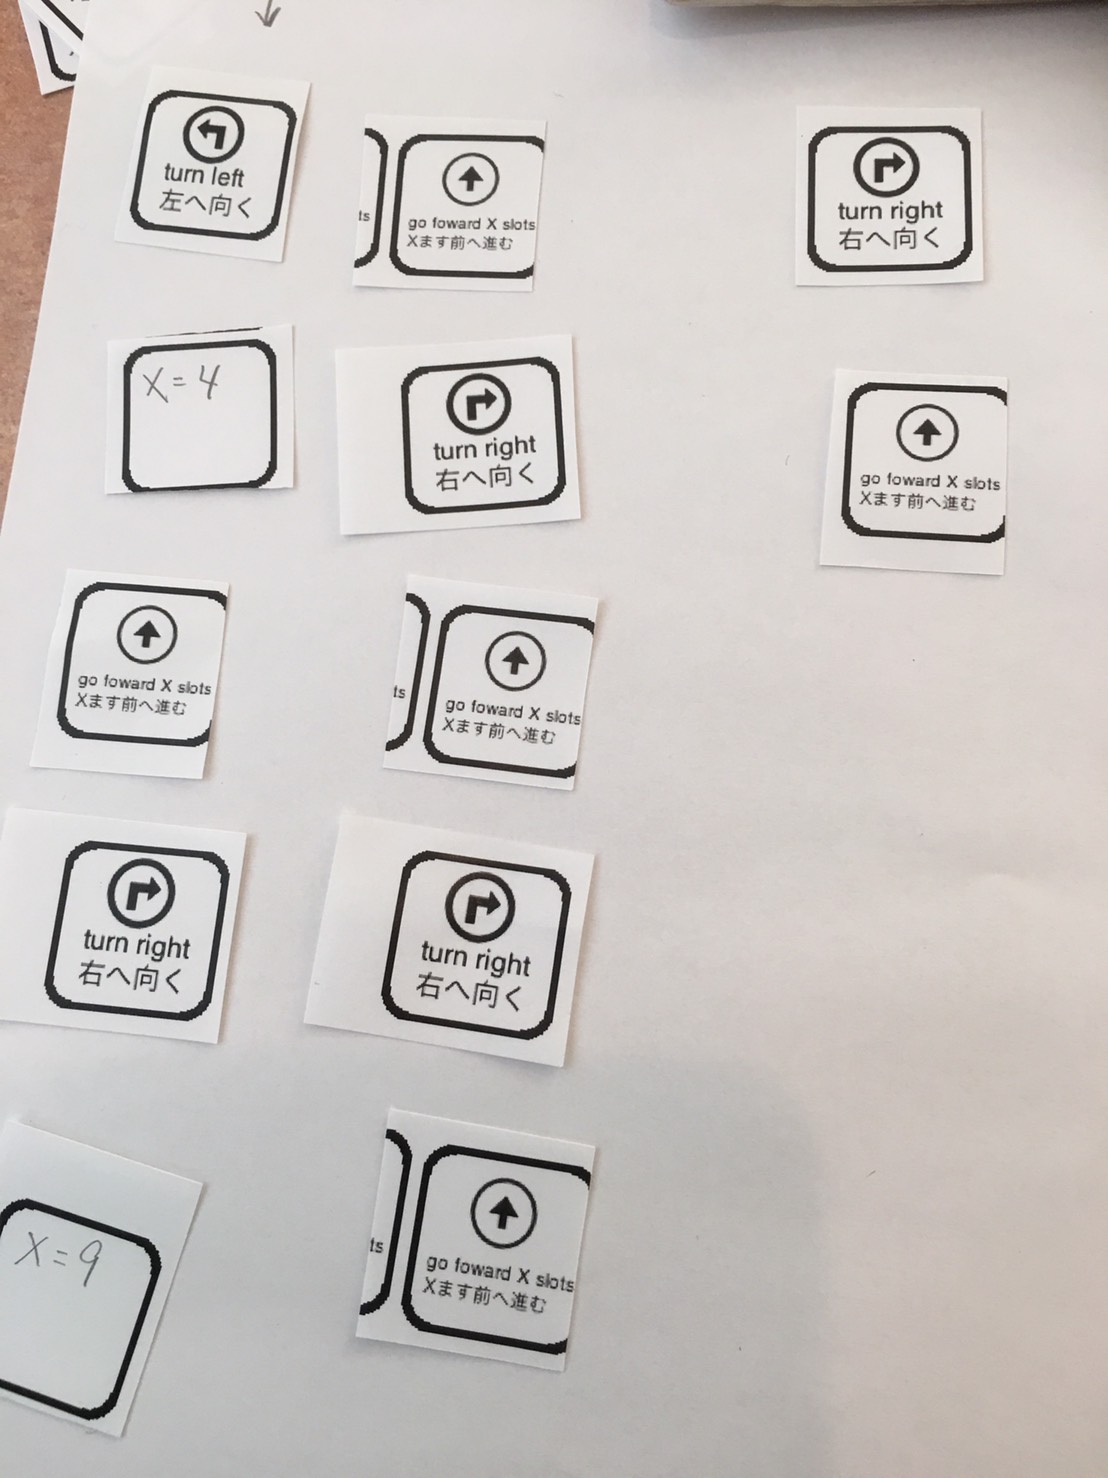 turn left
左へ向く
X=4
go foward X slots
Xます前へ進む
turn right
右へ向く
X=9
ts
go foward X slots
Xます前へ進む
turn right
右へ向く
ts
go foward X slots
Xます前へ進む
turn right
右へ向く
ts
go foward X slots
Xます前へ進む
turn right
右へ向く
go foward X slots
Xます前へ進む